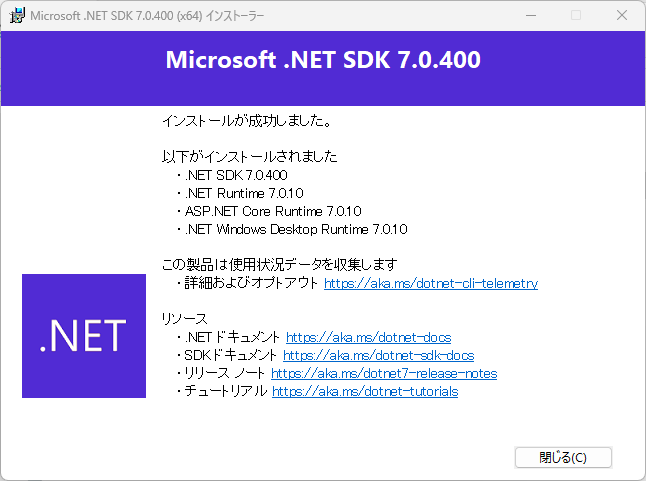 Microsoft .NET SDK 7.0.400 (x64) インストーラー
Microsoft .NET SDK 7.0.400
インストールが成功しました。
以下がインストールされました
・.NET SDK 7.0.400
・.NET Runtime 7.0.10
・ASP.NET Core Runtime 7.0.10
・.NET Windows Desktop Runtime 7.0.10
この製品は使用状況データを収集します
・詳細およびオプトアウト https://aka.ms/dotnet-cli-telemetry
.NET
リソース
・.NET ドキュメント https://aka.ms/dotnet-docs
・SDKドキュメント https://aka.ms/dotnet-sdk-docs
・リリース ノート https://aka.ms/dotnet7-release-notes
・チュートリアル https://aka.ms/dotnet-tutorials
閉じる(C)